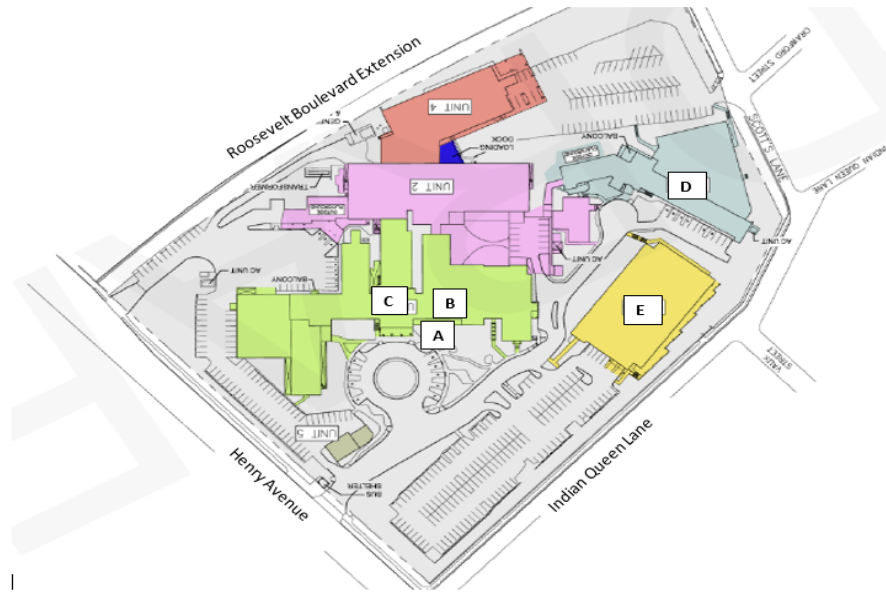 Roosevelt Boulevard Extension
CRAWFORD STREET
SCOTT'S LANE
INDIAN QUEEN LANE
UNIT 4
LOADING DOCK
BALCONY
TRANSFORMER
UNIT 2
D
AC UNIT
AC UNIT
AC UNIT
BALCONY
C
B
A
E
VAUX STREET
UNIT 5
BUS SHELTER
Henry Avenue
Indian Queen Lane